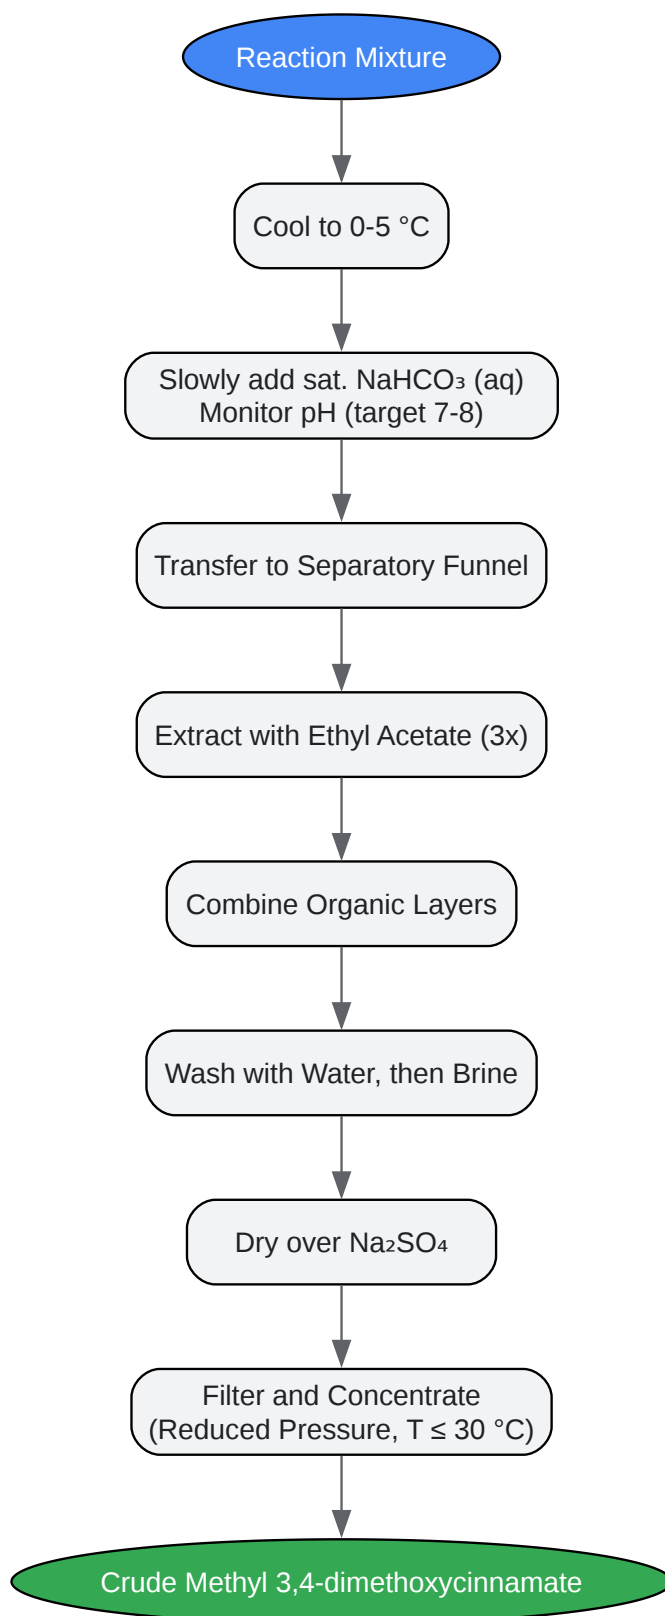 Reaction Mixture
Cool to 0-5 °C
Slowly add sat. NaHCO₃ (aq)
Monitor pH (target 7-8)
Transfer to Separatory Funnel
Extract with Ethyl Acetate (3x)
Combine Organic Layers
Wash with Water, then Brine
Dry over Na₂SO₄
Filter and Concentrate
(Reduced Pressure, T ≤ 30 °C)
Crude Methyl 3,4-dimethoxycinnamate